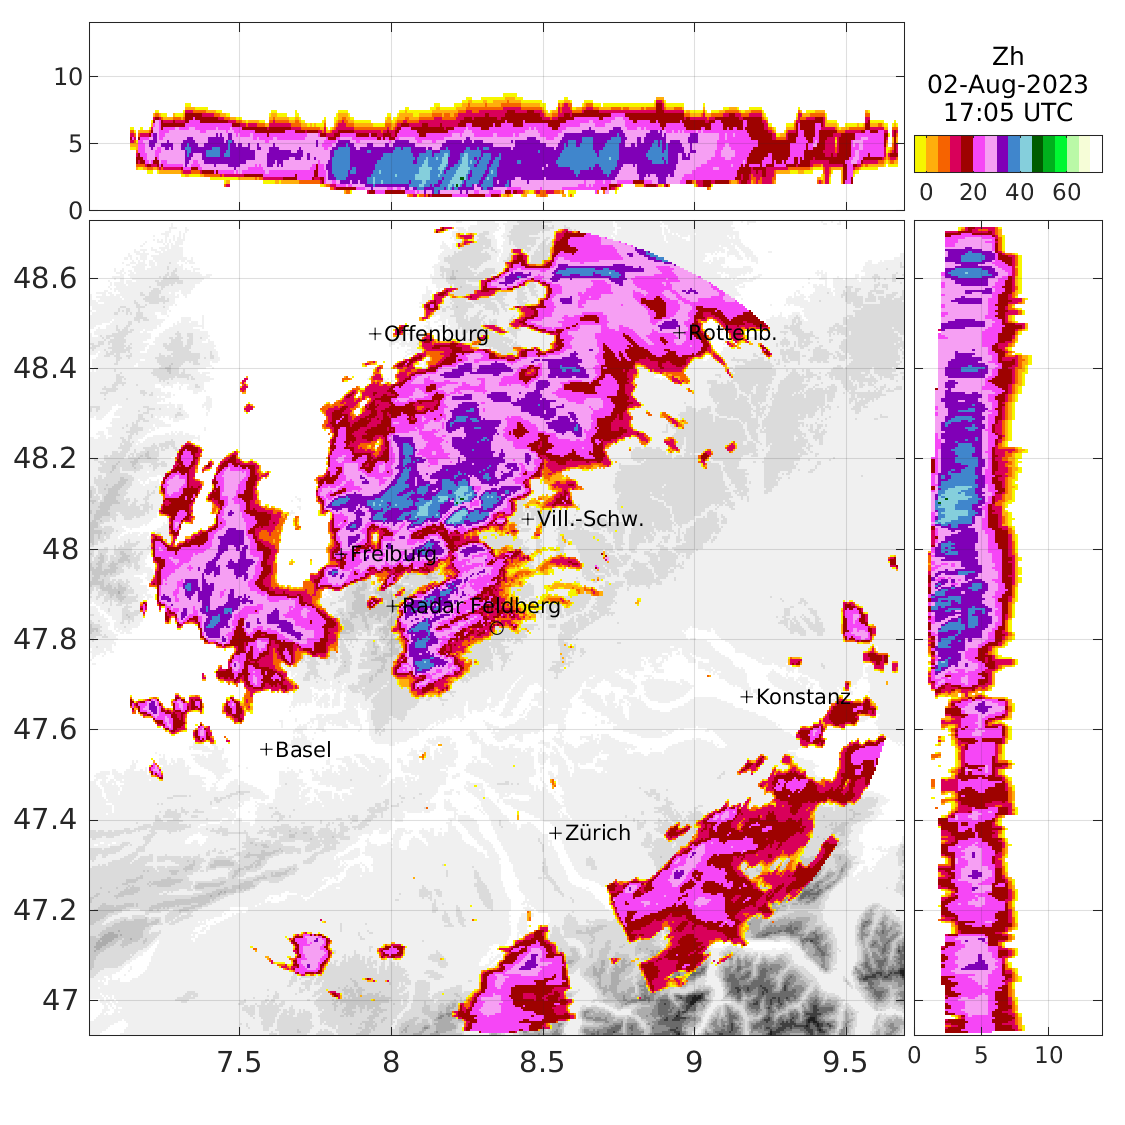 10
5
0
Zh
02-Aug-2023
17:05 UTC
0 20 40 60
48.6
48.4
48.2
48
47.8
47.6
47.4
47.2
47
+Offenburg
+Rottenb.
+Vill.-Schw.
+Freiburg
+Radar Feldberg
+Konstanz
+Basel
+Zürich
7.5 8 8.5 9 9.5
0 5 10